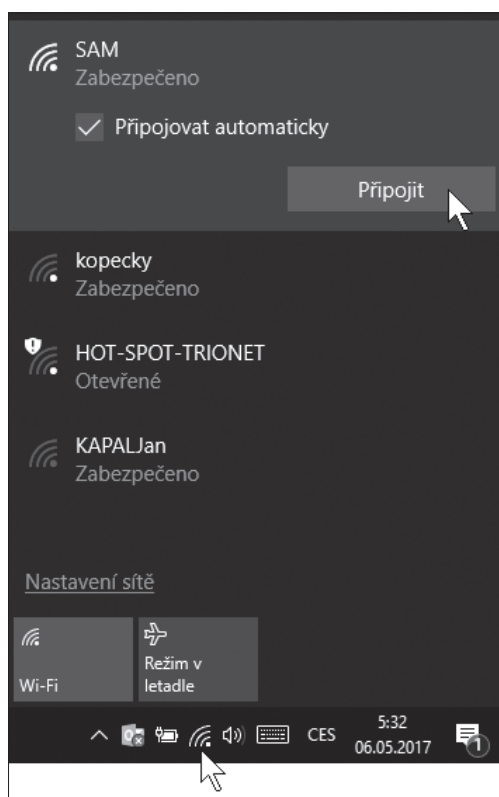 SAM
Zabezpečeno
Připojovat automaticky
Připojit
kopecky
Zabezpečeno
HOT-SPOT-TRIONET
Otevřené
KAPALJan
Zabezpečeno
Nastavení sítě
Wi-Fi
Režim v
letadle
CES
5:32
06.05.2017
1